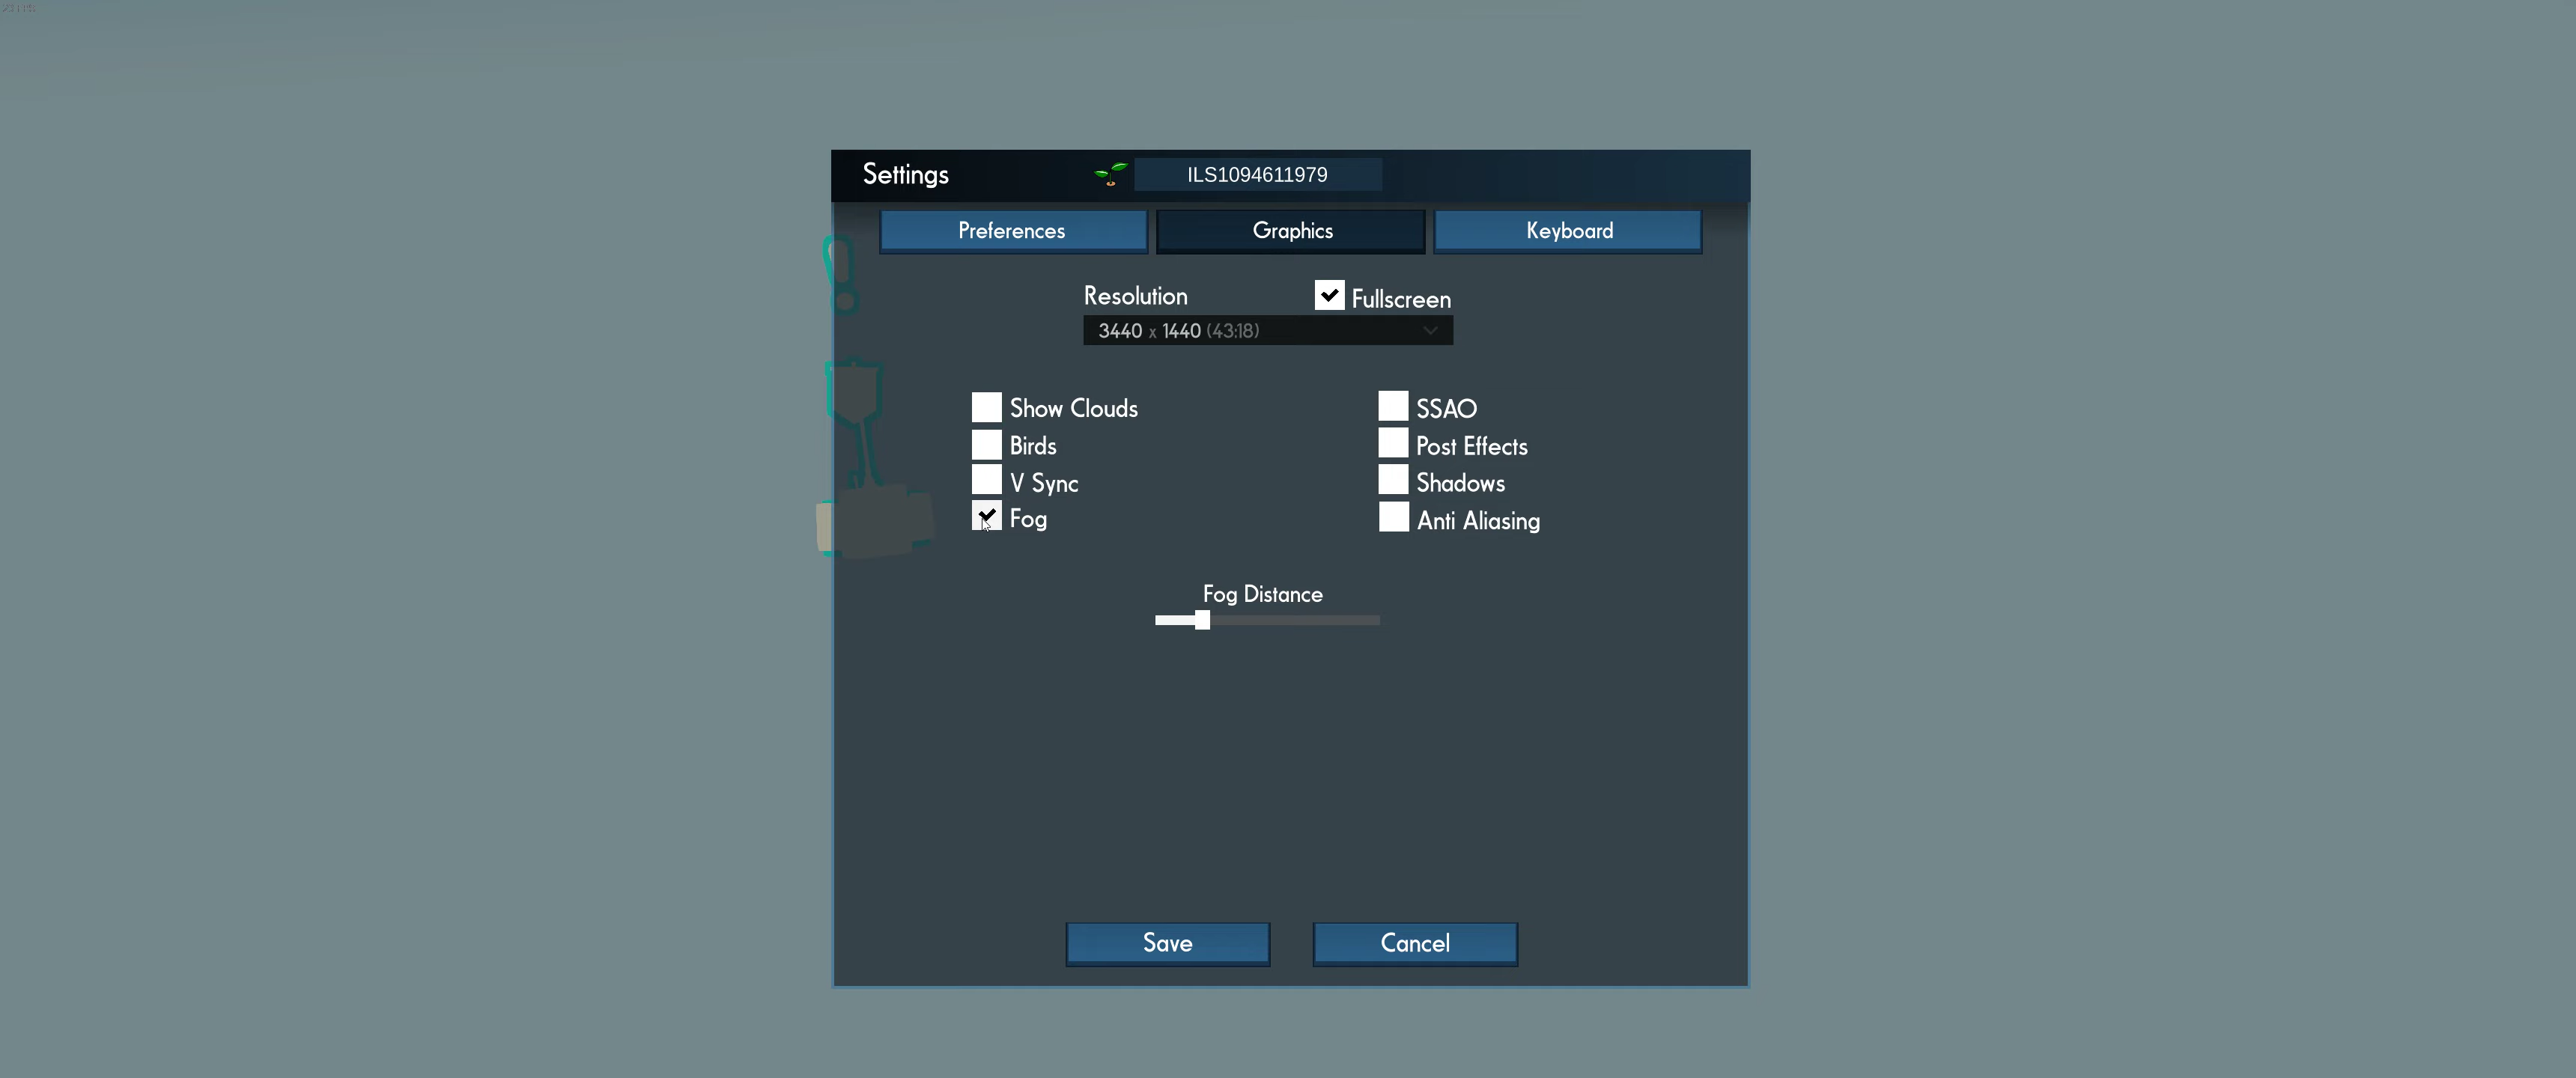 Settings
ILS1094611979
Preferences
Graphics
Keyboard
Resolution
Fullscreen
3440 x 1440 (43:18)
Show Clouds
SSAO
Birds
Post Effects
V Sync
Shadows
Fog
Anti Aliasing
Fog Distance
Save
Cancel